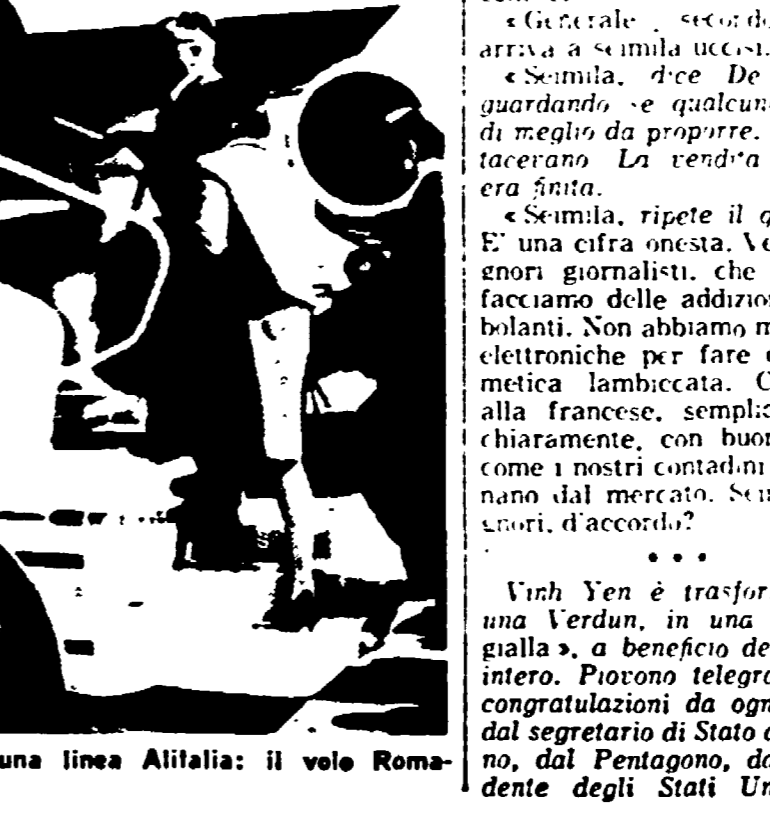 una linea Alitalia: il volo Roma-
« Generale , secondo
arriva a seimila uccisi.
« Seimila, dice De
guardando se qualcuno
di meglio da proporre.
tacevano La vendita
era finita.
« Seimila, ripete il
E' una cifra onesta.
gnori giornalisti, che
facciamo delle addizio
bolanti. Non abbiamo m
elettroniche per fare
metica lambiccata. C
alla francese, semplic
chiaramente, con buon
come i nostri contadini
nano dal mercato.
gnori, d'accordo?
• • •
Vinh Yen è trasfor
una Verdun, in una
gialla », a beneficio de
intero. Piovono telegra
congratulazioni da ogn
dal segretario di Stato
no, dal Pentagono, da
dente degli Stati Un